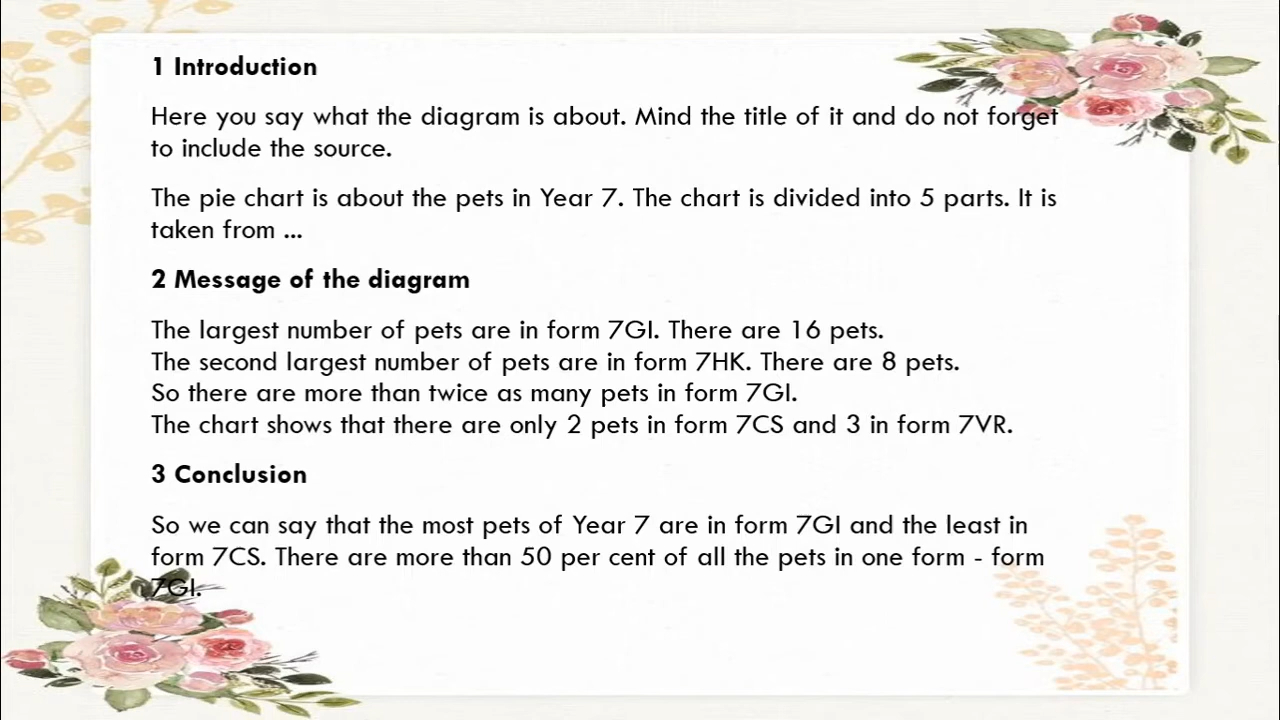 1 Introduction
Here you say what the diagram is about. Mind the title of it and do not forget
to include the source.
The pie chart is about the pets in Year 7. The chart is divided into 5 parts. It is
taken from ...
2 Message of the diagram
The largest number of pets are in form 7GI. There are 16 pets.
The second largest number of pets are in form 7HK. There are 8 pets.
So there are more than twice as many pets in form 7GI.
The chart shows that there are only 2 pets in form 7CS and 3 in form 7VR.
3 Conclusion
So we can say that the most pets of Year 7 are in form 7GI and the least in
form 7CS. There are more than 50 per cent of all the pets in one form - form
7GI.